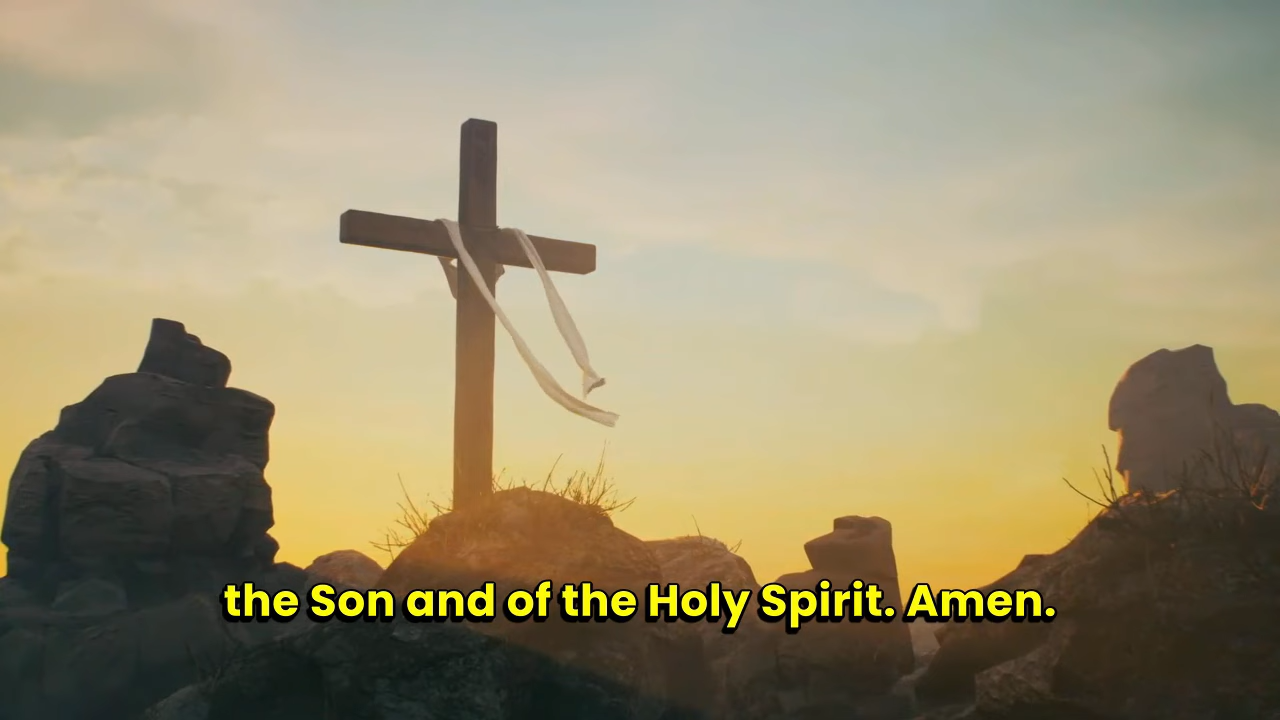 the Son and of the Holy Spirit. Amen.